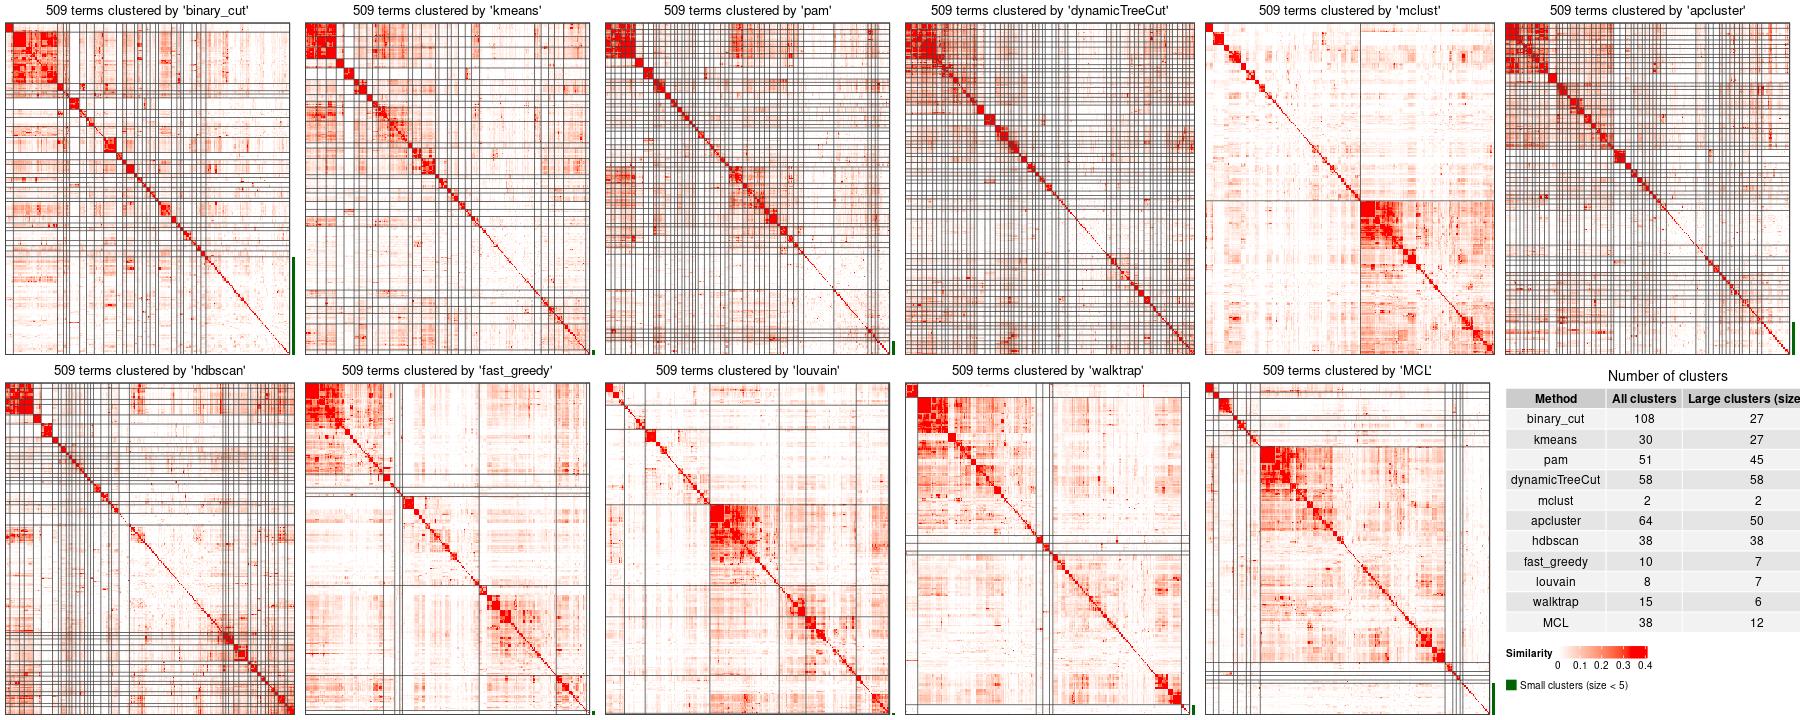 509 terms clustered by 'binary_cut'
509 terms clustered by 'kmeans'
509 terms clustered by 'pam'
509 terms clustered by 'dynamicTreeCut'
509 terms clustered by 'mclust'
509 terms clustered by 'apcluster'
509 terms clustered by 'hdbscan'
509 terms clustered by 'fast_greedy'
509 terms clustered by 'louvain'
509 terms clustered by 'walktrap'
509 terms clustered by 'MCL'
Number of clusters
Method All clusters Large clusters (size
binary_cut 108 27
kmeans 30 27
pam 51 45
dynamicTreeCut 58 58
mclust 2 2
apcluster 64 50
hdbscan 38 38
fast_greedy 10 7
louvain 8 7
walktrap 15 6
MCL 38 12
Similarity
0 0.1 0.2 0.3 0.4
Small clusters (size < 5)